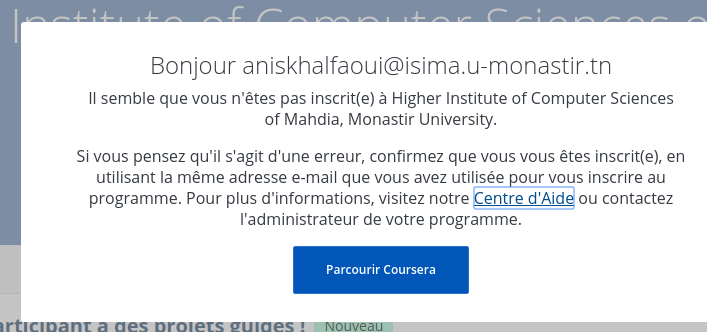 Institute of Computer Sciences o
Bonjour aniskhalfaoui@isima.u-monastir.tn
Il semble que vous n'êtes pas inscrit(e) à Higher Institute of Computer Sciences
of Mahdia, Monastir University.
Si vous pensez qu'il s'agit d'une erreur, confirmez que vous vous êtes inscrit(e), en
utilisant la même adresse e-mail que vous avez utilisée pour vous inscrire au
programme. Pour plus d'informations, visitez notre Centre d'Aide ou contactez
l'administrateur de votre programme.
Parcourir Coursera
articipant à des projets guidés ! Nouveau